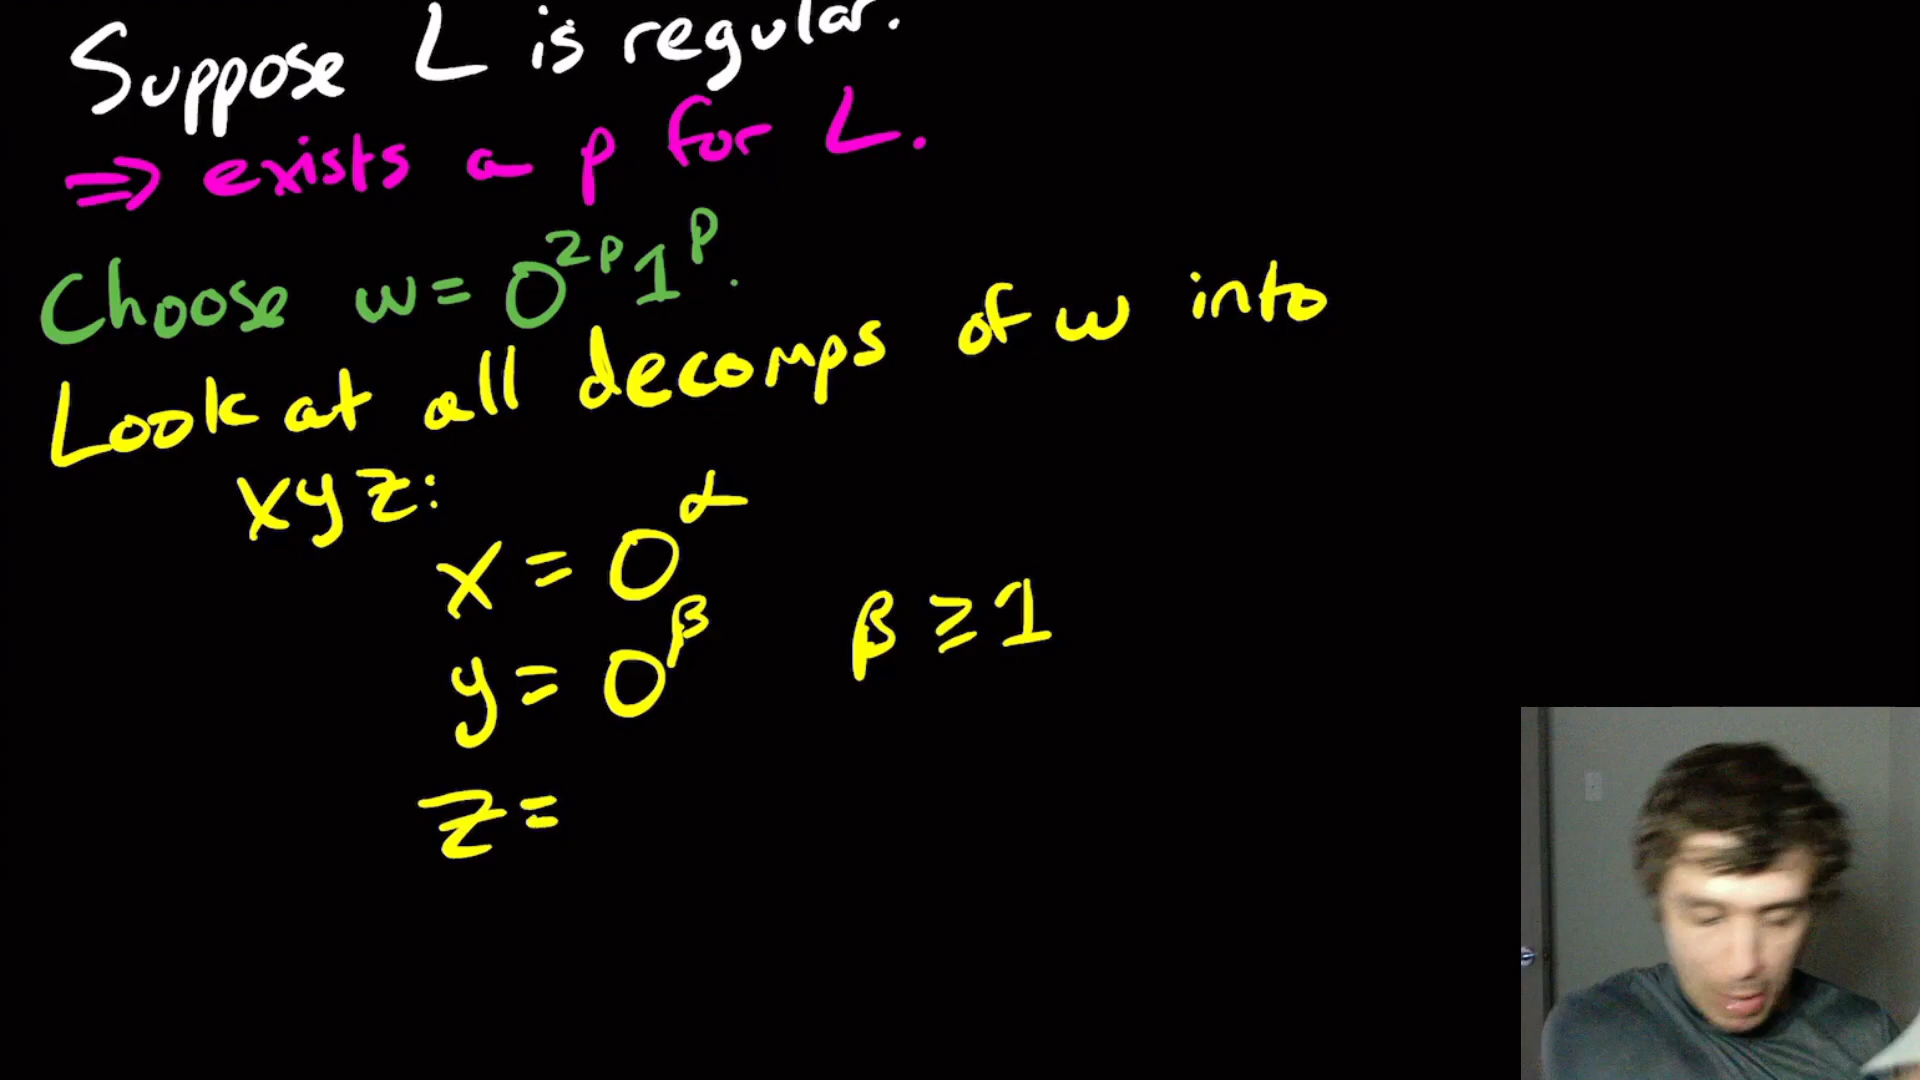 Suppose L is regular.
⇒ exists a p for L.
Choose w = 0^{2p}1^p.
Look at all decomps of w into
xyz:
x = 0^α
y = 0^β β ≥ 1
z =